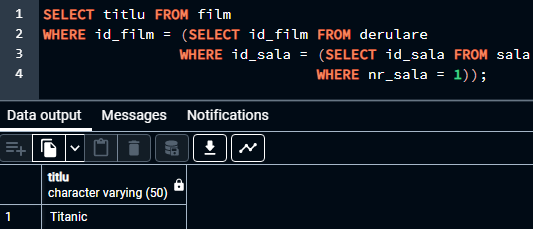 1 SELECT titlu FROM film
2 WHERE id_film = (SELECT id_film FROM derulare
3 WHERE id_sala = (SELECT id_sala FROM sala
4 WHERE nr_sala = 1));
Data output Messages Notifications
titlu
character varying (50)
1 Titanic